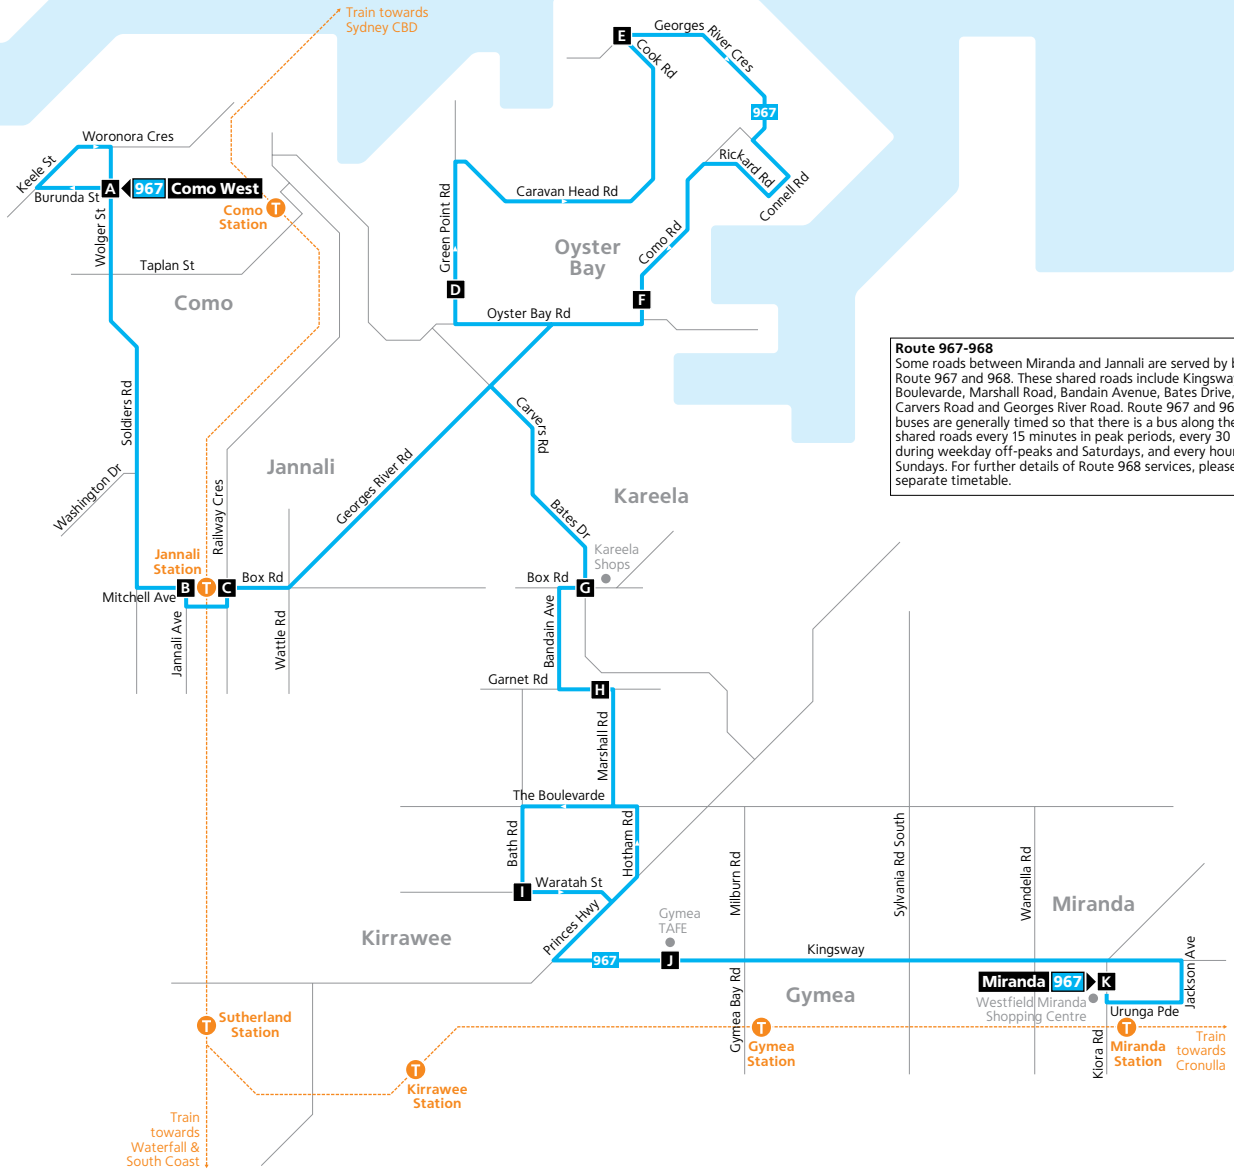 Train towards
Sydney CBD
E
Georges
River Cres
Cook Rd
967
Woronora Cres
Keele St
Burunda St
A
967
Como West
Wolger St
Como
Station
T
Taplan St
Como
Rickard Rd
Connell Rd
Caravan Head Rd
Green Point Rd
Oyster
Bay
Como Rd
D
F
Oyster Bay Rd
Route 967-968
Some roads between Miranda and Jannali are served by b
Route 967 and 968. These shared roads include Kingswa
Boulevarde, Marshall Road, Bandain Avenue, Bates Drive,
Carvers Road and Georges River Road. Route 967 and 96
buses are generally timed so that there is a bus along the
shared roads every 15 minutes in peak periods, every 30
during weekday off-peaks and Saturdays, and every hour
Sundays. For further details of Route 968 services, please
separate timetable.
Soldiers Rd
Washington Dr
Jannali
Georges River Rd
Carvers Rd
Kareela
Bates Dr
Railway Cres
Kareela
Shops
Jannali
Station
Mitchell Ave
B
T
C
Box Rd
Box Rd
G
Jannali Ave
Wattle Rd
Bandain Ave
Garnet Rd
H
Marshall Rd
The Boulevarde
Bath Rd
Hotham Rd
I
Waratah St
Princes Hwy
Kirrawee
Milburn Rd
Sylvania Rd South
Wandella Rd
Miranda
Gymea
TAFE
967
J
Kingsway
Jackson Ave
Gymea Bay Rd
Gymea
Miranda
967
K
Westfield Miranda
Shopping Centre
Urunga Pde
Kiora Rd
T
Sutherland
Station
T
Gymea
Station
T
Miranda
Station
Train
towards
Cronulla
T
Kirrawee
Station
Train
towards
Waterfall &
South Coast